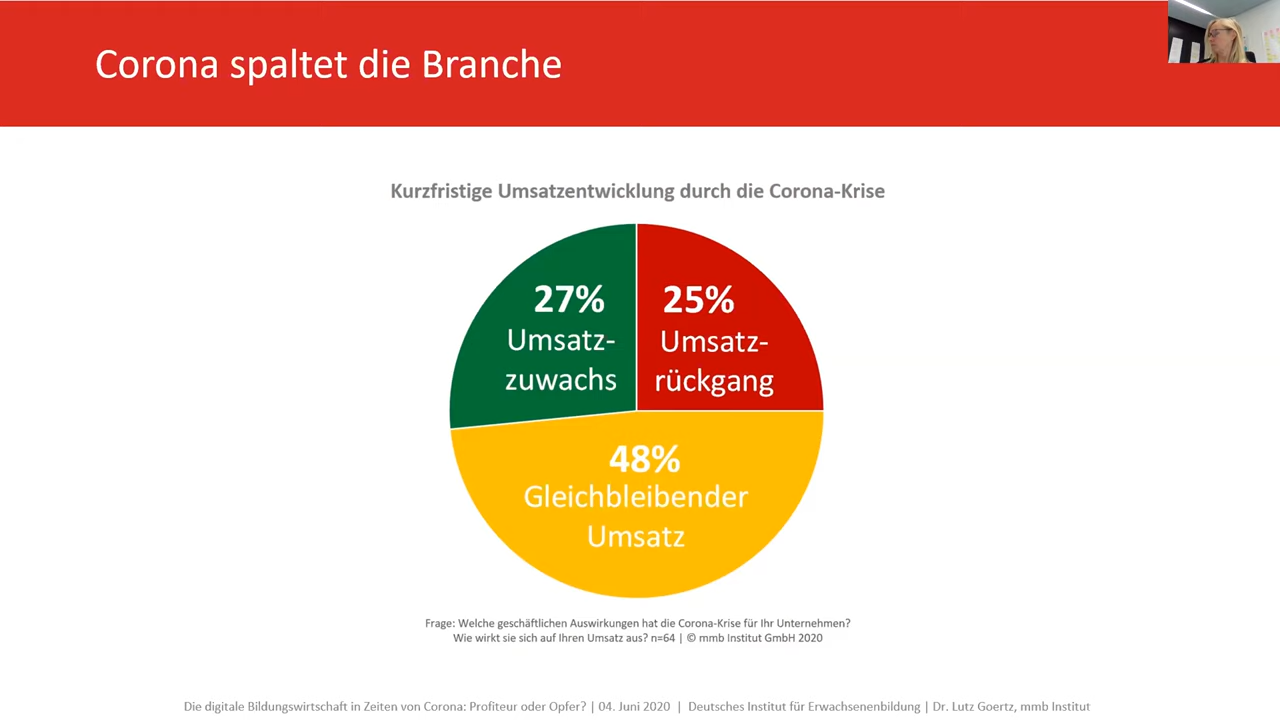 Corona spaltet die Branche
Kurzfristige Umsatzentwicklung durch die Corona-Krise
27%
Umsatz-
zuwachs
25%
Umsatz-
rückgang
48%
Gleichbleibender
Umsatz
Frage: Welche geschäftlichen Auswirkungen hat die Corona-Krise für Ihr Unternehmen?
Wie wirkt sie sich auf Ihren Umsatz aus? n=64 | © mmb Institut GmbH 2020
Die digitale Bildungswirtschaft in Zeiten von Corona: Profiteur oder Opfer? | 04. Juni 2020 | Deutsches Institut für Erwachsenenbildung | Dr. Lutz Goertz, mmb Institut